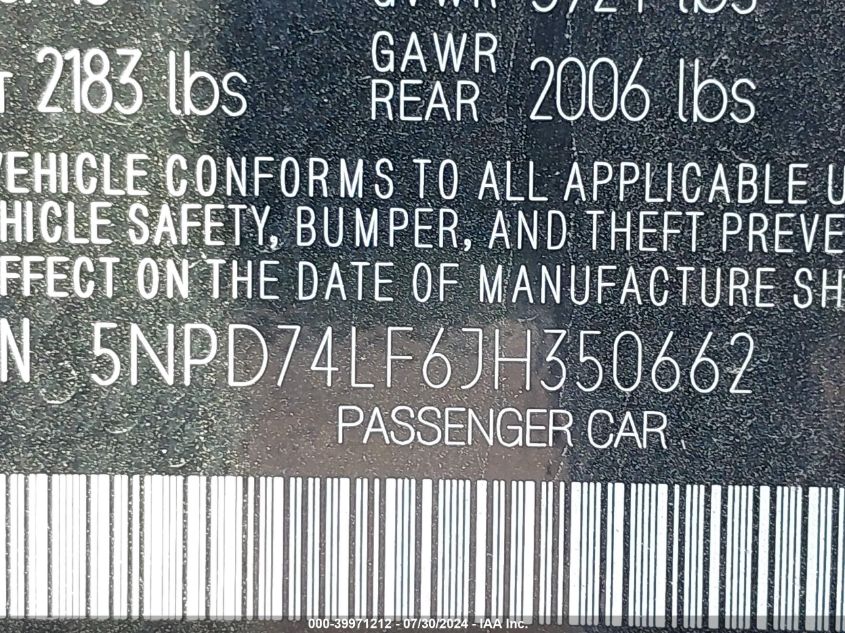 GVWR
GAWR
REAR 2006 lbs
2183 lbs
VEHICLE CONFORMS TO ALL APPLICABLE U
HICLE SAFETY, BUMPER, AND THEFT PREVE
FFECT ON THE DATE OF MANUFACTURE SH
N 5NPD74LF6JH350662
PASSENGER CAR
000-39971212 - 07/30/2024 - IAA Inc.